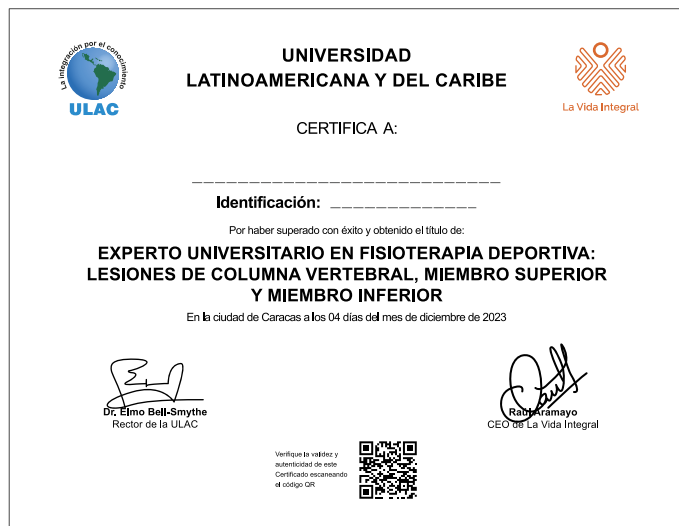 La integración por el conocimiento
ULAC
UNIVERSIDAD
LATINOAMERICANA Y DEL CARIBE
La Vida Integral
CERTIFICA A:
____________________________
Identificación: _____________
Por haber superado con éxito y obtenido el título de:
EXPERTO UNIVERSITARIO EN FISIOTERAPIA DEPORTIVA:
LESIONES DE COLUMNA VERTEBRAL, MIEMBRO SUPERIOR
Y MIEMBRO INFERIOR
En la ciudad de Caracas a los 04 días del mes de diciembre de 2023
Dr. Elmo Bell-Smythe
Rector de la ULAC
Raúl Aramayo
CEO de La Vida Integral
Verifique la validez y
autenticidad de este
Certificado escaneando
el código QR